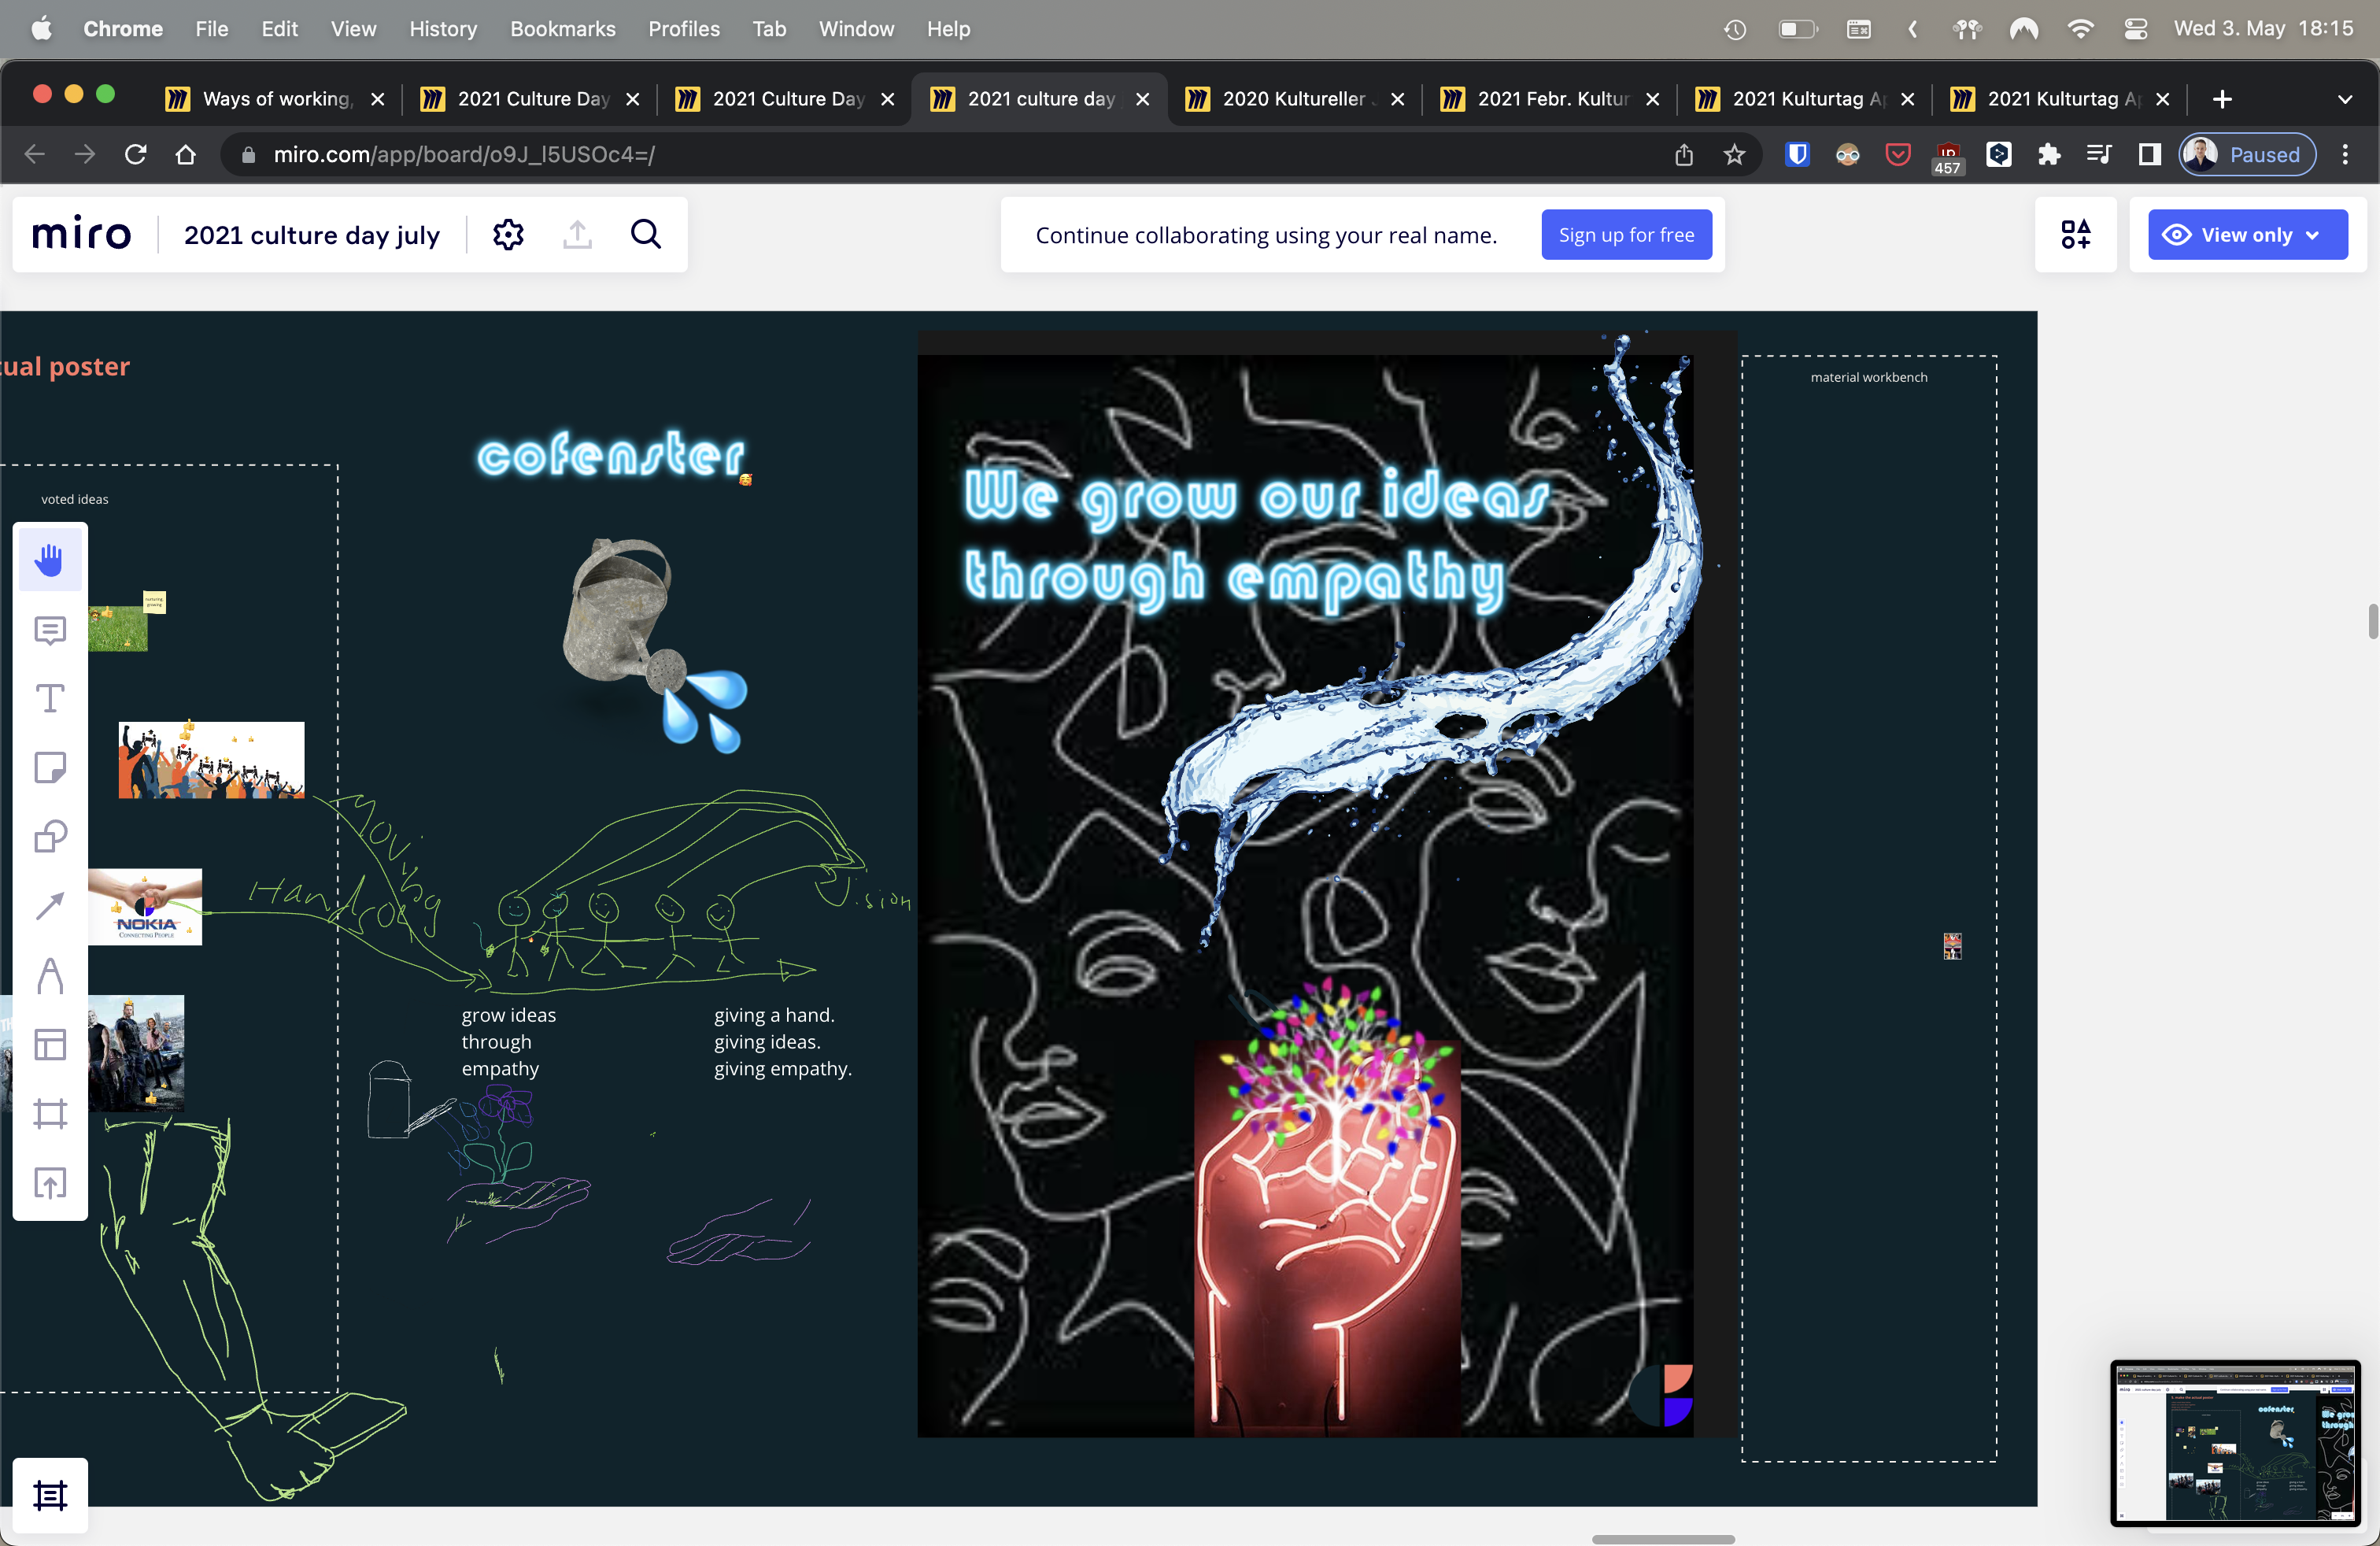 Chrome File Edit View History Bookmarks Profiles Tab Window Help
Wed 3. May 18:15
Ways of working,
2021 Culture Day
2021 Culture Day
2021 culture day
2020 Kultureller
2021 Febr. Kultur
2021 Kulturtag
2021 Kulturtag
miro.com/app/board/o9J_l5USOc4=/
457
Paused
miro
2021 culture day july
Continue collaborating using your real name.
Sign up for free
View only
tual poster
material workbench
cofenster
voted ideas
We grow our ideas
through empathy
Moving
Hand
Vision
NOKIA
CONNECTING PEOPLE
grow ideas
through
empathy
giving a hand.
giving ideas.
giving empathy.